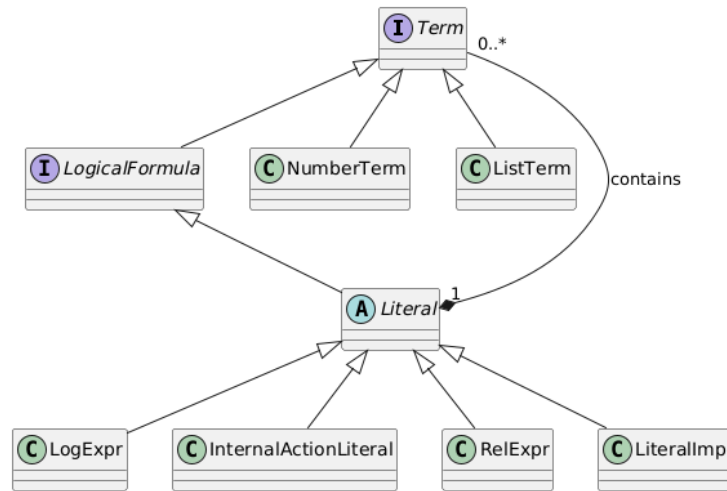 I Term
0..*
I LogicalFormula
C NumberTerm
C ListTerm
contains
1
A Literal
C LogExpr
C InternalActionLiteral
C RelExpr
C LiteralImp